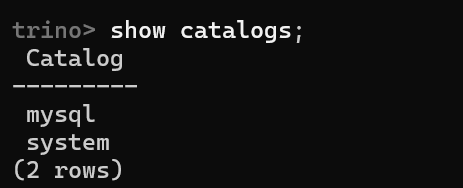 trino> show catalogs;
Catalog
---------
mysql
system
(2 rows)